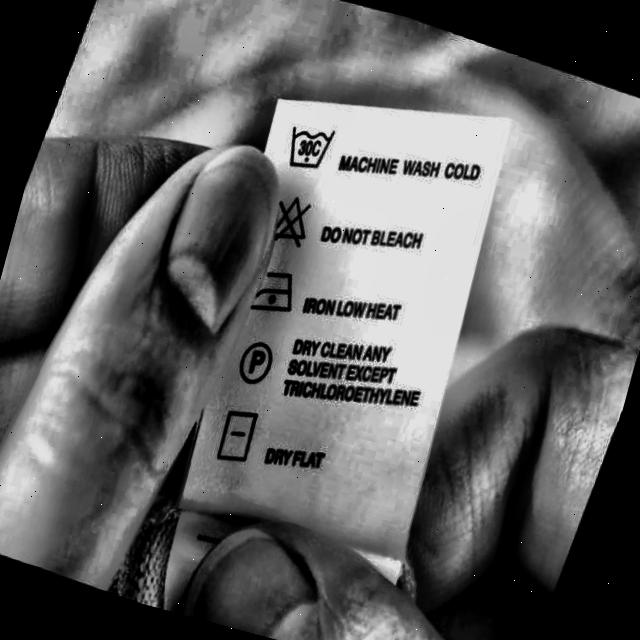 30C
MACHINE WASH COLD
DO NOT BLEACH
IRON LOW HEAT
P
DRY CLEAN ANY
SOLVENT EXCEPT
TRICHLOROETHYLENE
DRY FLAT